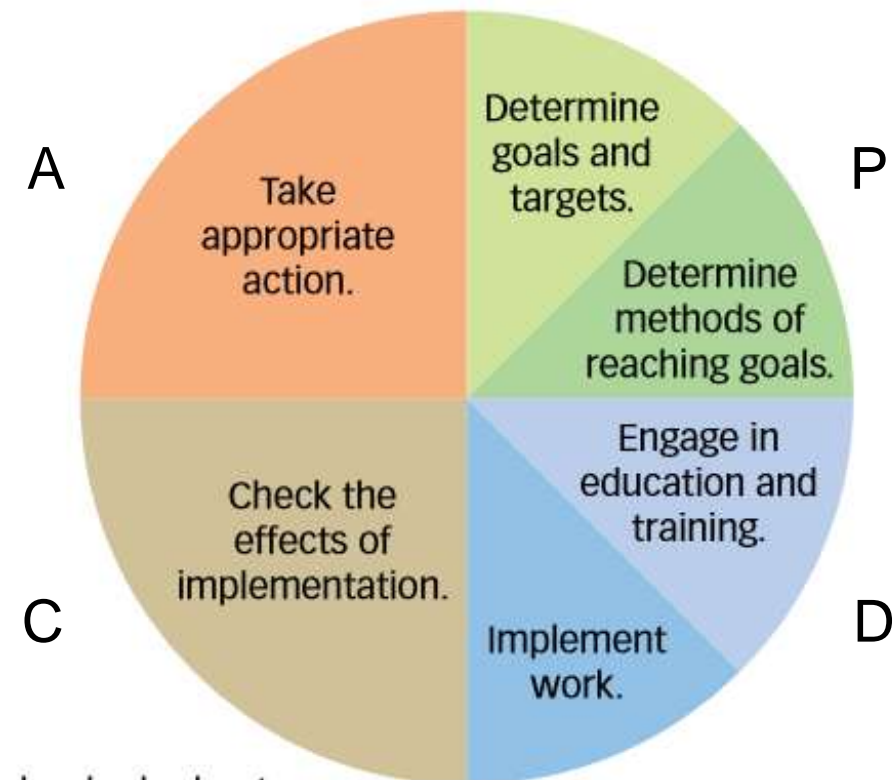 A
Take
appropriate
action.
Determine
goals and
targets.
P
Determine
methods of
reaching goals.
Engage in
education and
training.
D
Implement
work.
Check the
effects of
implementation.
C